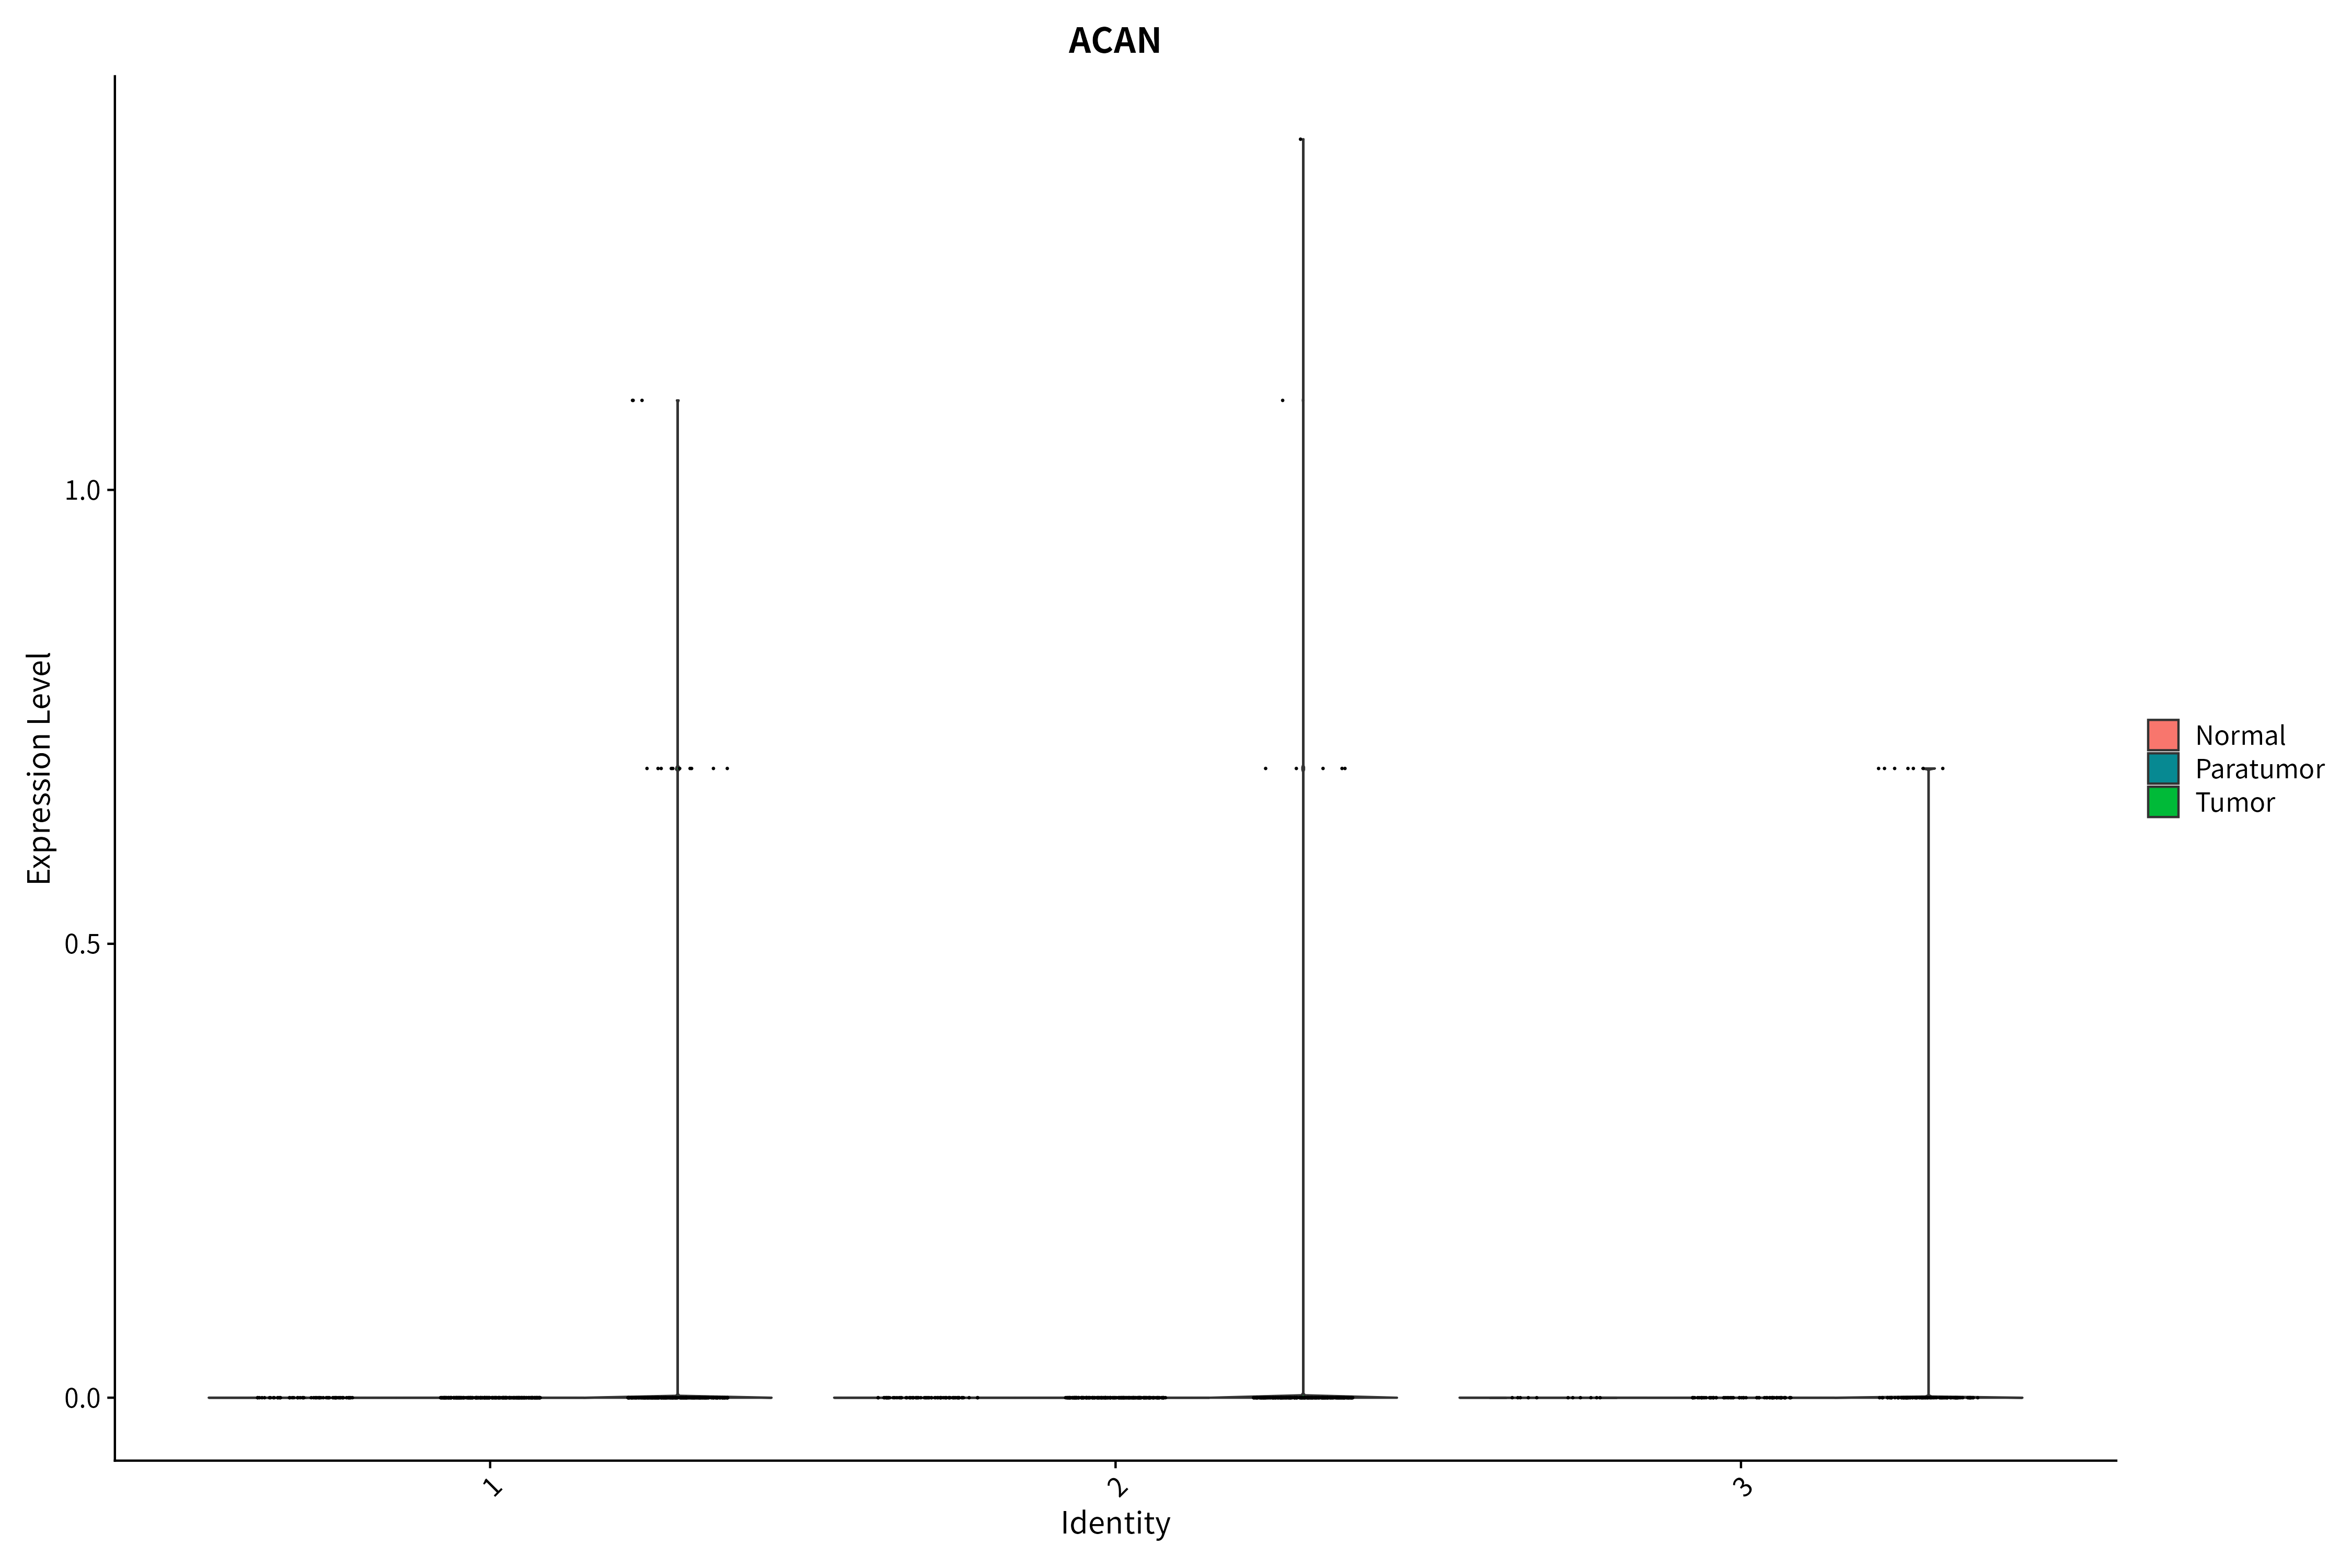 ACAN
Expression Level
1.0
0.5
0.0
1
2
3
Identity
Normal
Paratumor
Tumor